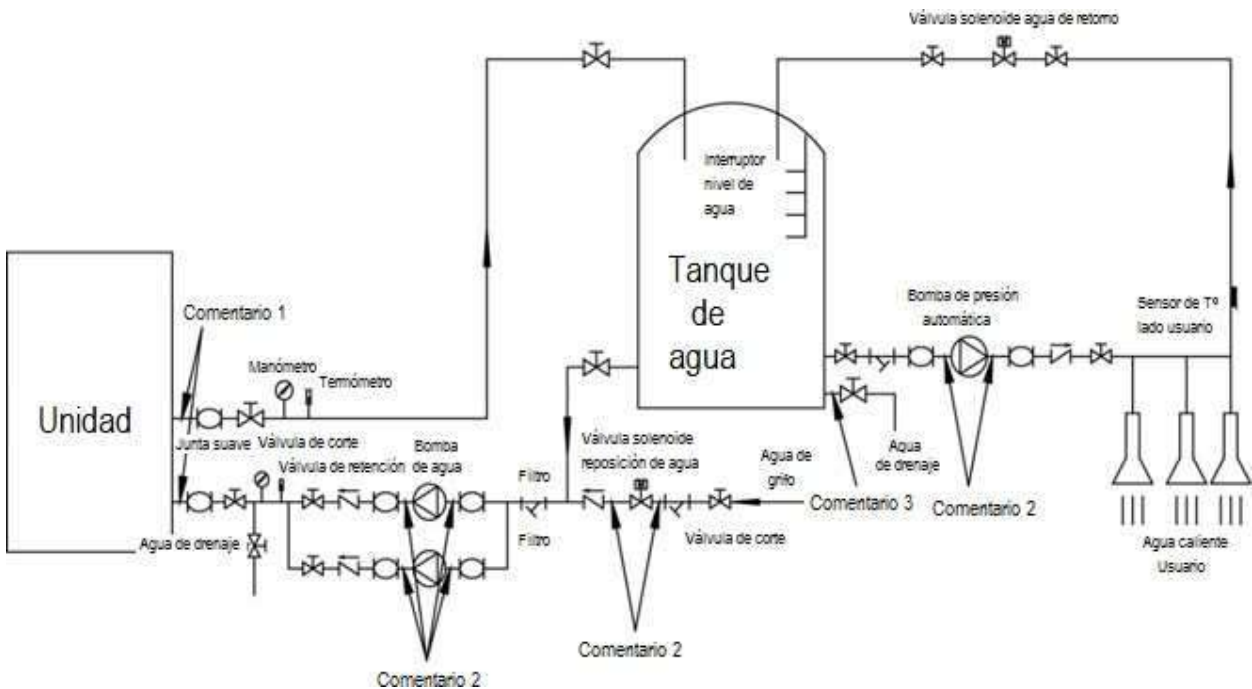 Válvula solenoide agua de retorno
Interruptor
nivel de
agua
Tanque
de
agua
Bomba de presión
automática
Sensor de Tº
lado usuario
Comentario 1
Manómetro
Termómetro
Unidad
Junta suave
Válvula de corte
Bomba
de agua
Válvula de retención
Filtro
Válvula solenoide
reposición de agua
Agua de
grifo
Agua
de drenaje
Comentario 3
Comentario 2
Agua de drenaje
Filtro
Válvula de corte
Agua caliente
Usuario
Comentario 2
Comentario 2